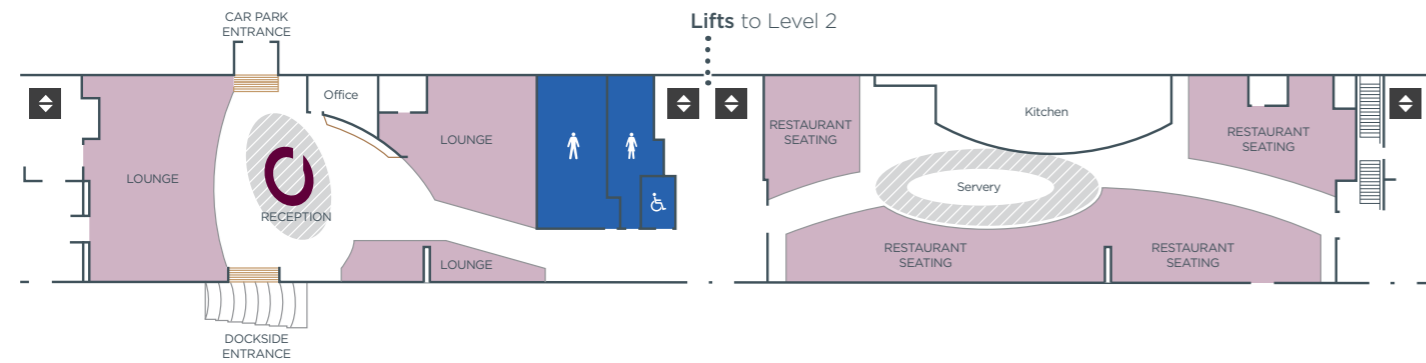 CAR PARK
ENTRANCE
Lifts to Level 2
Office
Kitchen
LOUNGE
RESTAURANT
SEATING
RESTAURANT
SEATING
LOUNGE
Servery
RECEPTION
RESTAURANT
SEATING
RESTAURANT
SEATING
LOUNGE
DOCKSIDE
ENTRANCE